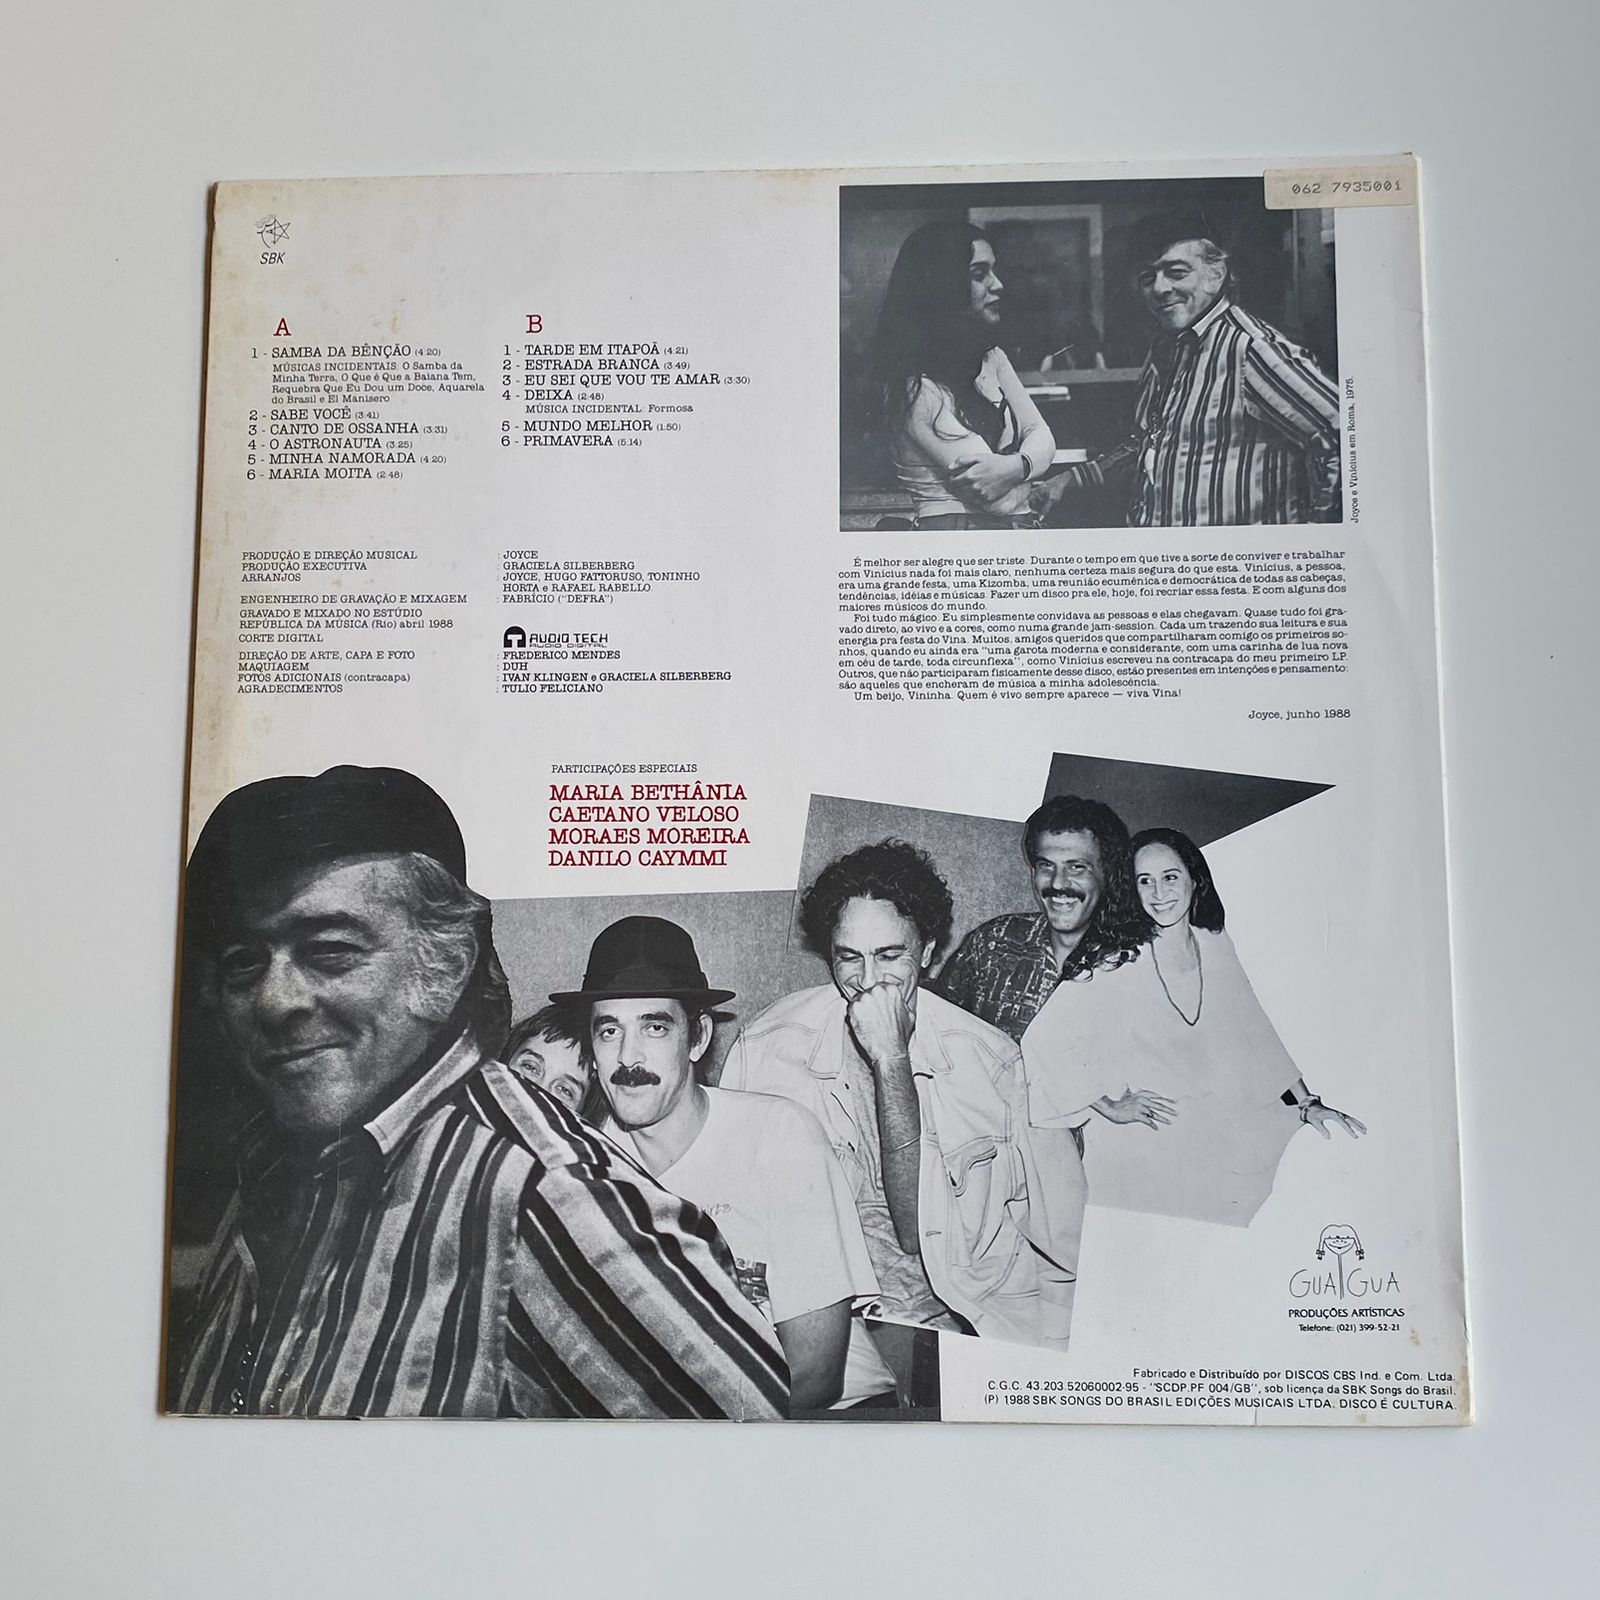 062 7935001
SBK
A
1 - SAMBA DA BÊNÇÃO (4:20)
MÚSICAS INCIDENTAIS: O Samba da
Minha Terra, O Que é Que a Baiana Tem,
Requebra Que Eu Dou um Doce, Aquarela
do Brasil e El Manisero
2 - SABE VOCÊ (3:41)
3 - CANTO DE OSSANHA (3:31)
4 - O ASTRONAUTA (3:25)
5 - MINHA NAMORADA (4:20)
6 - MARIA MOITA (2:48)
B
1 - TARDE EM ITAPOÃ (4:21)
2 - ESTRADA BRANCA (3:49)
3 - EU SEI QUE VOU TE AMAR (3:30)
4 - DEIXA (2:48)
MÚSICA INCIDENTAL: Formosa
5 - MUNDO MELHOR (1:50)
6 - PRIMAVERA (5:14)
Joyce e Vinicius em Roma, 1975.
PRODUÇÃO E DIREÇÃO MUSICAL : JOYCE
PRODUÇÃO EXECUTIVA : GRACIELA SILBERBERG
ARRANJOS : JOYCE, HUGO FATTORUSO, TONINHO
HORTA e RAFAEL RABELLO
ENGENHEIRO DE GRAVAÇÃO E MIXAGEM : FABRÍCIO ("DEFRA")
GRAVADO E MIXADO NO ESTÚDIO
REPÚBLICA DA MÚSICA (Rio) abril 1988
CORTE DIGITAL AUDIO TECH
AUDIO DIGITAL
DIREÇÃO DE ARTE, CAPA E FOTO : FREDERICO MENDES
MAQUIAGEM : DUH
FOTOS ADICIONAIS (contracapa) : IVAN KLINGEN e GRACIELA SILBERBERG
AGRADECIMENTOS : TULIO FELICIANO
É melhor ser alegre que ser triste. Durante o tempo em que tive a sorte de conviver e trabalhar
com Vinícius nada foi mais claro, nenhuma certeza mais segura do que esta. Vinícius, a pessoa,
era uma grande festa, uma Kizomba, uma reunião ecumênica e democrática de todas as cabeças,
tendências, idéias e músicas. Fazer um disco pra ele, hoje, foi recriar essa festa. E com alguns dos
maiores músicos do mundo.
Foi tudo mágico. Eu simplesmente convidava as pessoas e elas chegavam. Quase tudo foi gra-
vado direto, ao vivo e a cores, como numa grande jam-session. Cada um trazendo sua leitura e sua
energia pra festa do Vina. Muitos, amigos queridos que compartilharam comigo os primeiros so-
nhos, quando eu ainda era "uma garota moderna e considerante, com uma carinha de lua nova
em céu de tarde, toda circunflexa", como Vinícius escreveu na contracapa do meu primeiro LP.
Outros, que não participaram fisicamente desse disco, estão presentes em intenções e pensamento:
são aqueles que encheram de música a minha adolescência.
Um beijo, Vininha. Quem é vivo sempre aparece — viva Vina!
Joyce, junho 1988
PARTICIPAÇÕES ESPECIAIS
MARIA BETHÂNIA
CAETANO VELOSO
MORAES MOREIRA
DANILO CAYMMI
GUA GUA
PRODUÇÕES ARTÍSTICAS
Telefone: (021) 399-52-21
Fabricado e Distribuído por DISCOS CBS Ind. e Com. Ltda.
C.G.C. 43.203.52060002-95 - "SCDP.PF 004/GB", sob licença da SBK Songs do Brasil.
(P) 1988 SBK SONGS DO BRASIL EDIÇÕES MUSICAIS LTDA. DISCO É CULTURA.